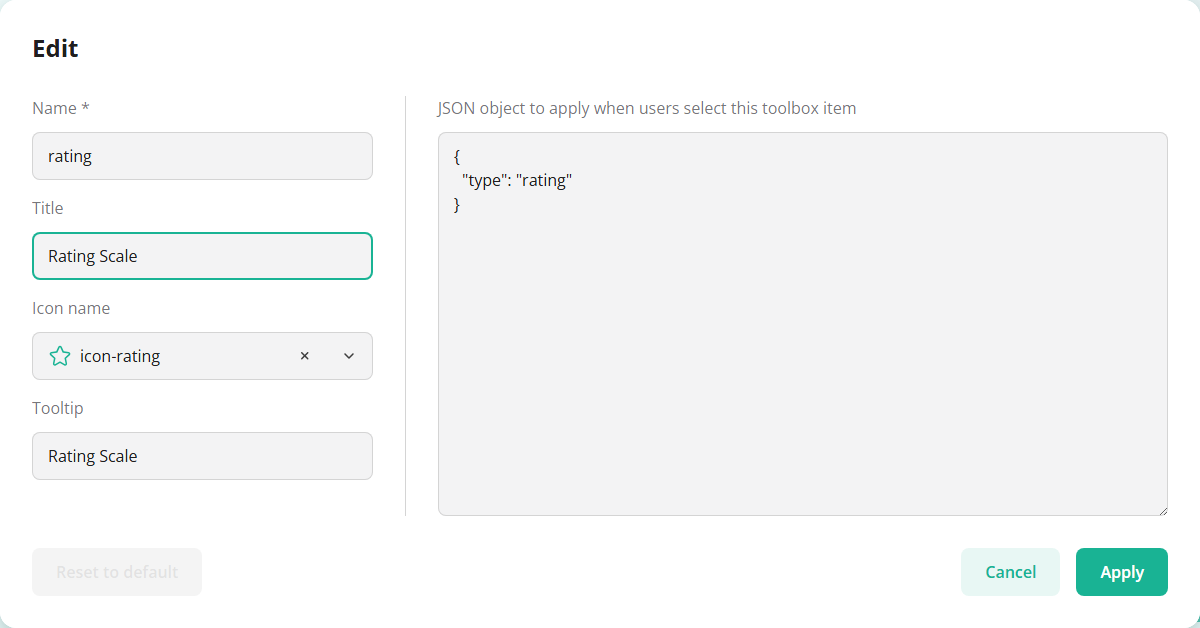 Edit
Name *
rating
Title
Rating Scale
Icon name
icon-rating
Tooltip
Rating Scale
JSON object to apply when users select this toolbox item
{
  "type": "rating"
}
Reset to default
Cancel
Apply